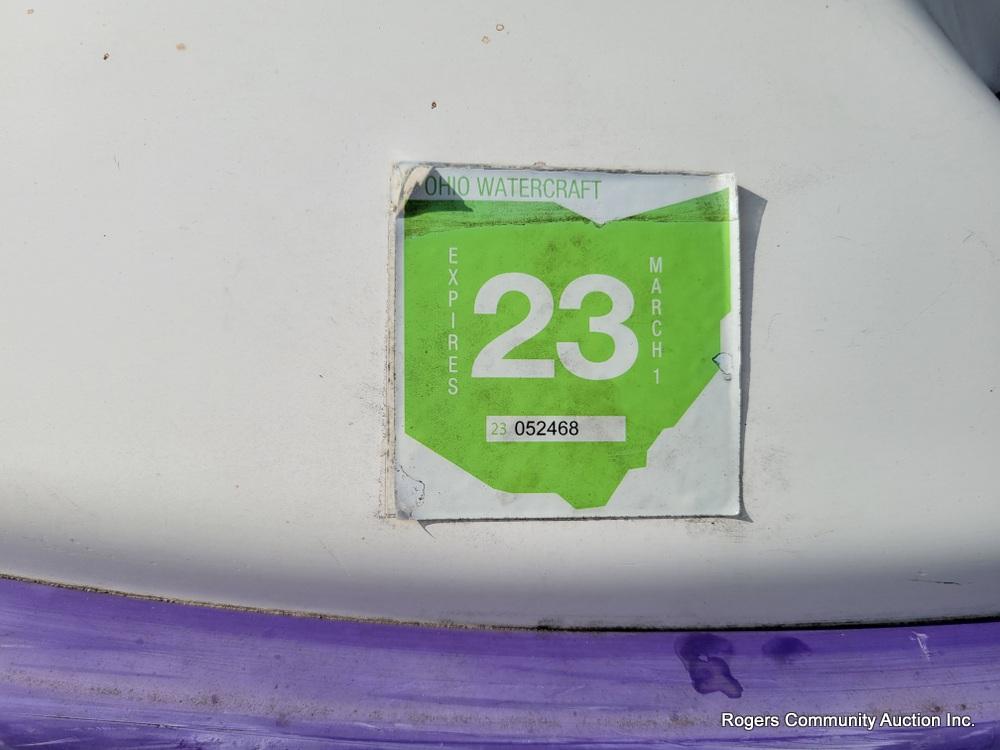 OHIO WATERCRAFT
EXPIRES
23
MARCH 1
23 052468
Rogers Community Auction Inc.